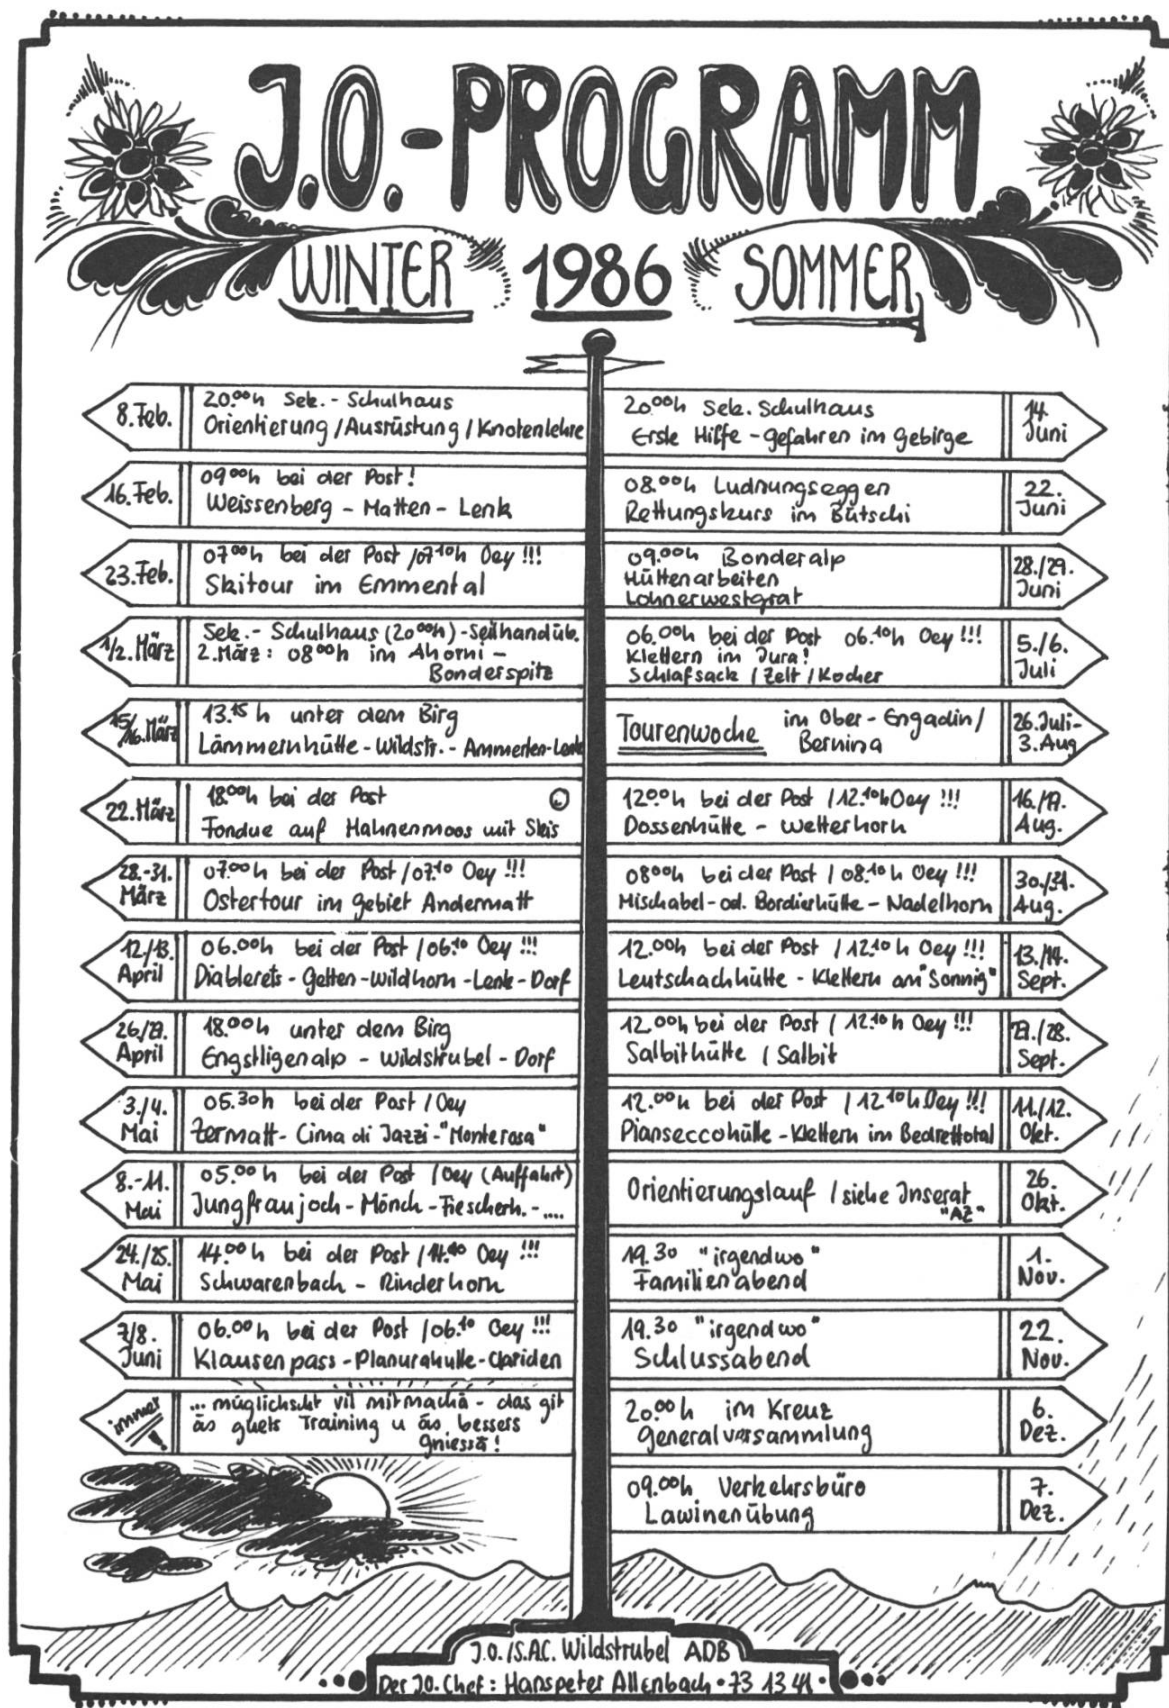 J.O.-PROGRAMM
WINTER 1986 SOMMER
8. Feb.
20.00h Sek. - Schulhaus
Orientierung / Ausrüstung / Knotenlehre
16. Feb.
09.00h bei der Post!
Weissenberg - Matten - Lenk
23. Feb.
07.00h bei der Post / 07.10h Oey !!!
Skitour im Emmental
1/2. März
Sek. - Schulhaus (20.00h) - Seilhandüb.
2. März: 08.00h im Ahorni -
Bonderspitz
15/16. März
13.15 h unter dem Birg
Lämmernhütte - Wildstr. - Ammerten - Lenk
22. März
18.00h bei der Post
Fondue auf Hahnenmoos mit Skis
28.-31. März
07.00h bei der Post / 07.10 Oey !!!
Ostertour im Gebiet Andermatt
12./13. April
06.00h bei der Post / 06.10 Oey !!!
Diablerets - Gelten - Wildhorn - Lenk - Dorf
26/27. April
18.00h unter dem Birg
Engstligenalp - Wildstrubel - Dorf
3./4. Mai
05.30h bei der Post / Oey
Zermatt - Cima di Jazzi - "Monterosa"
8.-11. Mai
05.00 h bei der Post / Oey (Auffahrt)
Jungfraujoch - Mönch - Fiescherh. - ....
24./25. Mai
14.00 h bei der Post / 14.10 Oey !!!
Schwarenbach - Rinderhorn
7/8. Juni
06.00h bei der Post / 06.10 Oey !!!
Klausenpass - Planurahütte - Clariden
immer!
... müglichscht vil mitmachä - das git
äs guets Training u äs bessers
gniessä!
20.00h Sek. Schulhaus
Erste Hilfe - Gefahren im Gebirge
14. Juni
08.00h Ludnungseggen
Rettungskurs im Bütschi
22. Juni
09.00h Bonderalp
Hüttenarbeiten
Lohnerwestgrat
28./29. Juni
06.00h bei der Post 06.10h Oey !!!
Klettern im Jura!
Schlafsack / Zelt / Kocher
5./6. Juli
Tourenwoche im Ober - Engadin /
Bernina
26. Juli - 3. Aug
12.00h bei der Post / 12.10h Oey !!!
Dossenhütte - Wetterhorn
16./17. Aug.
08.00h bei der Post / 08.10h Oey !!!
Mischabel - od. Bordierhütte - Nadelhorn
30./31. Aug.
12.00h bei der Post / 12.10 h Oey !!!
Leutschachhütte - Klettern am "Sonnig"
13./14. Sept.
12.00h bei der Post / 12.10 h Oey !!!
Salbithütte / Salbit
27./28. Sept.
12.00h bei der Post / 12.10h Oey !!!
Pianseccohütte - Klettern im Bedrettotal
11./12. Okt.
Orientierungslauf / siehe Inserat
"AZ"
26. Okt.
19.30 "irgendwo"
Familienabend
1. Nov.
19.30 "irgendwo"
Schlussabend
22. Nov.
20.00h im Kreuz
Generalversammlung
6. Dez.
09.00h Verkehrsbüro
Lawinenübung
7. Dez.
J.O./S.A.C. Wildstrubel ADB
Der J.O. Chef: Hanspeter Allenbach • 73 13 41 •